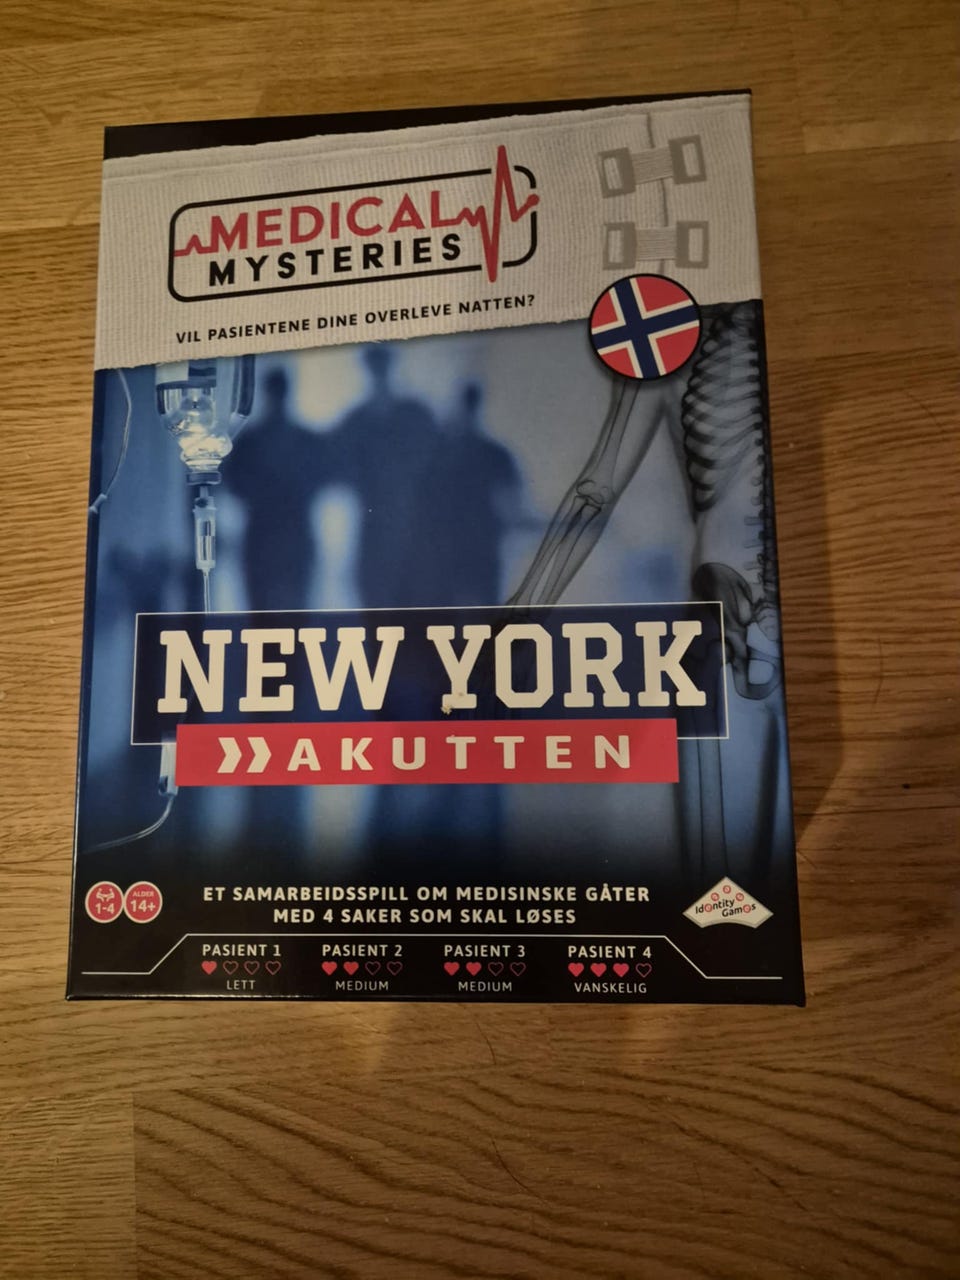 MEDICAL
MYSTERIES
VIL PASIENTENE DINE OVERLEVE NATTEN?
NEW YORK
AKUTTEN
1-4
ALDER
14+
ET SAMARBEIDSSPILL OM MEDISINSKE GÅTER
MED 4 SAKER SOM SKAL LØSES
Identity
Games
PASIENT 1 PASIENT 2 PASIENT 3 PASIENT 4
LETT MEDIUM MEDIUM VANSKELIG